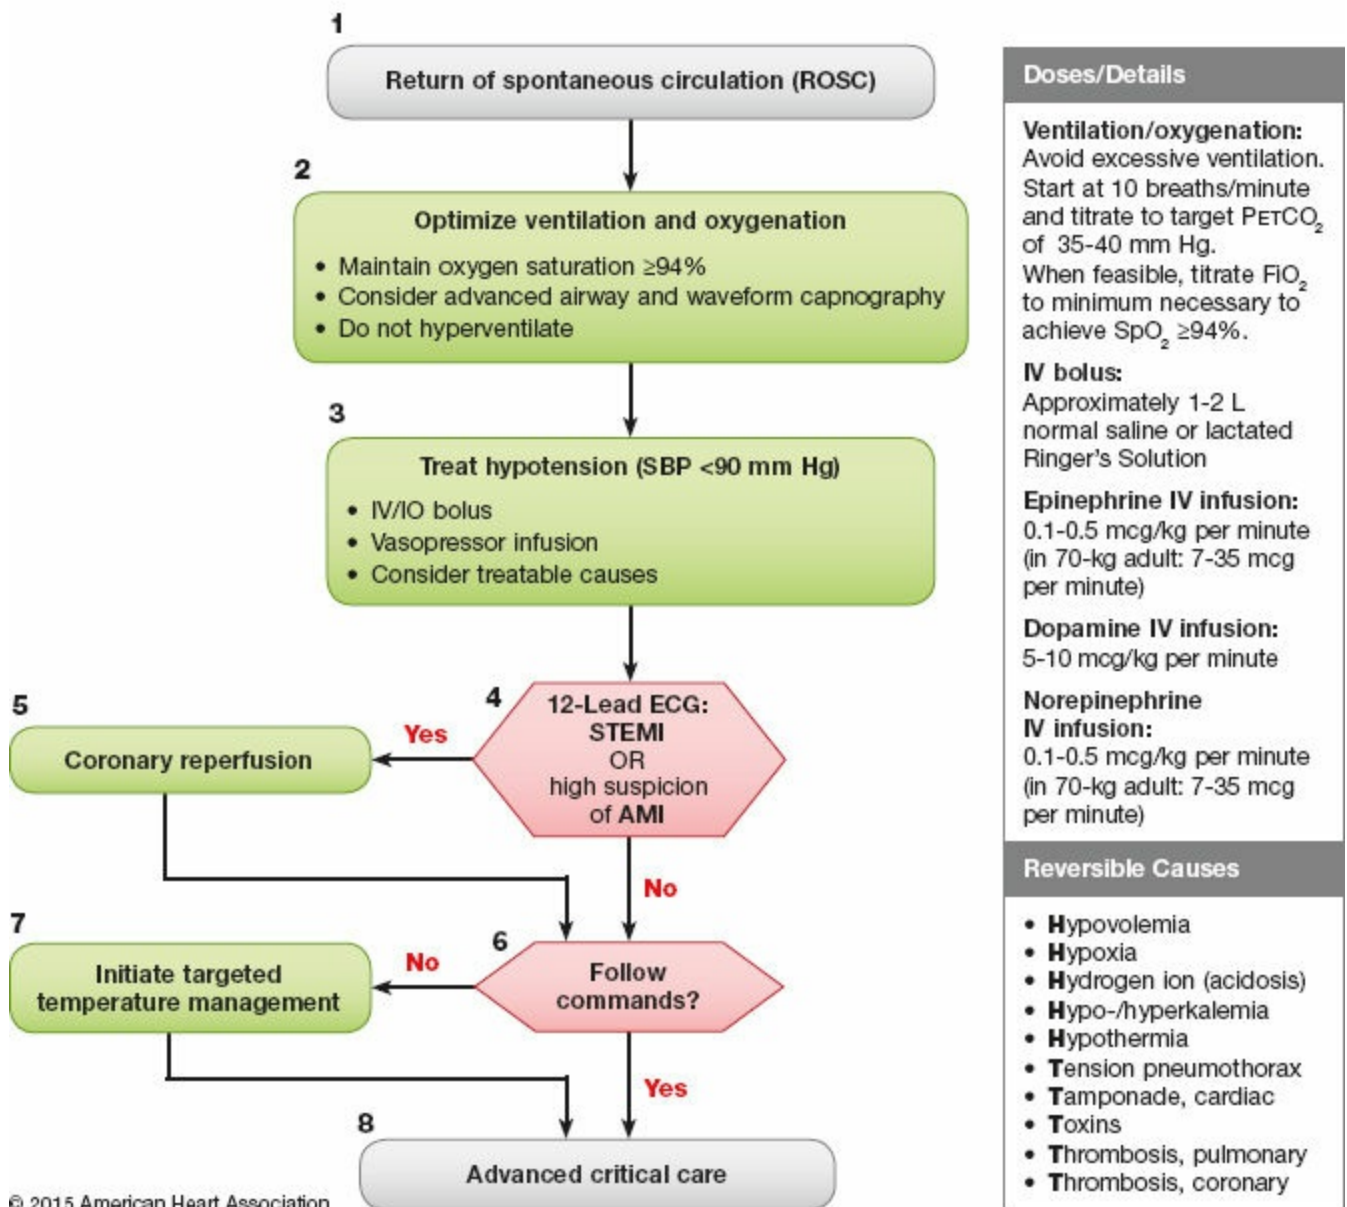 1
Return of spontaneous circulation (ROSC)
2
Optimize ventilation and oxygenation
• Maintain oxygen saturation ≥94%
• Consider advanced airway and waveform capnography
• Do not hyperventilate
3
Treat hypotension (SBP <90 mm Hg)
• IV/IO bolus
• Vasopressor infusion
• Consider treatable causes
4
12-Lead ECG:
STEMI
OR
high suspicion
of AMI
Yes
5
Coronary reperfusion
No
6
Follow
commands?
No
7
Initiate targeted
temperature management
Yes
8
Advanced critical care
© 2015 American Heart Association
Doses/Details
Ventilation/oxygenation:
Avoid excessive ventilation.
Start at 10 breaths/minute
and titrate to target PETCO₂
of 35-40 mm Hg.
When feasible, titrate FiO₂
to minimum necessary to
achieve SpO₂ ≥94%.
IV bolus:
Approximately 1-2 L
normal saline or lactated
Ringer's Solution
Epinephrine IV infusion:
0.1-0.5 mcg/kg per minute
(in 70-kg adult: 7-35 mcg
per minute)
Dopamine IV infusion:
5-10 mcg/kg per minute
Norepinephrine
IV infusion:
0.1-0.5 mcg/kg per minute
(in 70-kg adult: 7-35 mcg
per minute)
Reversible Causes
• Hypovolemia
• Hypoxia
• Hydrogen ion (acidosis)
• Hypo-/hyperkalemia
• Hypothermia
• Tension pneumothorax
• Tamponade, cardiac
• Toxins
• Thrombosis, pulmonary
• Thrombosis, coronary